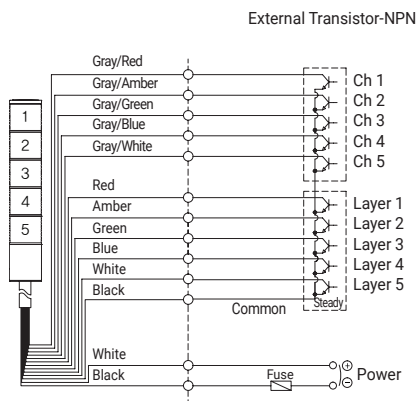 External Transistor-NPN
Gray/Red
Ch 1
Gray/Amber
Ch 2
Gray/Green
Ch 3
Gray/Blue
Ch 4
Gray/White
Ch 5
1
2
3
4
5
Red
Layer 1
Amber
Layer 2
Green
Layer 3
Blue
Layer 4
White
Layer 5
Black
Common
Steady
White
Black
Fuse
⊕
⊖
Power